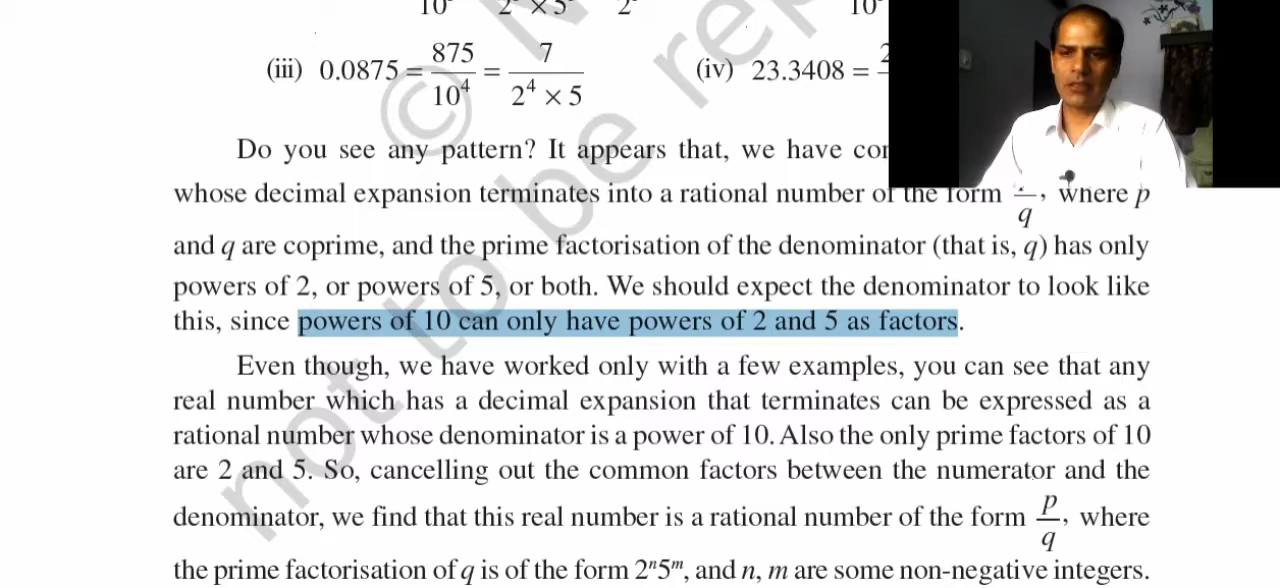 10 2 × 5 2 10
(iii) 0.0875 = 875/10⁴ = 7/(2⁴ × 5) (iv) 23.3408 =
Do you see any pattern? It appears that, we have
whose decimal expansion terminates into a rational number of the form /q, where p
and q are coprime, and the prime factorisation of the denominator (that is, q) has only
powers of 2, or powers of 5, or both. We should expect the denominator to look like
this, since powers of 10 can only have powers of 2 and 5 as factors.
Even though, we have worked only with a few examples, you can see that any
real number which has a decimal expansion that terminates can be expressed as a
rational number whose denominator is a power of 10. Also the only prime factors of 10
are 2 and 5. So, cancelling out the common factors between the numerator and the
denominator, we find that this real number is a rational number of the form p/q, where
the prime factorisation of q is of the form 2ⁿ5ᵐ, and n, m are some non-negative integers.
© not to be